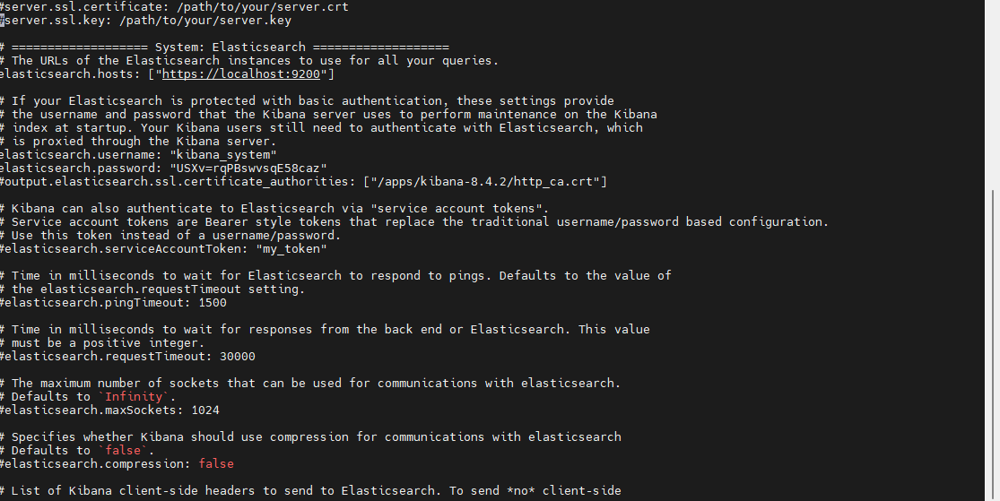 #server.ssl.certificate: /path/to/your/server.crt
#server.ssl.key: /path/to/your/server.key
# =================== System: Elasticsearch ===================
# The URLs of the Elasticsearch instances to use for all your queries.
elasticsearch.hosts: ["https://localhost:9200"]
# If your Elasticsearch is protected with basic authentication, these settings provide
# the username and password that the Kibana server uses to perform maintenance on the Kibana
# index at startup. Your Kibana users still need to authenticate with Elasticsearch, which
# is proxied through the Kibana server.
elasticsearch.username: "kibana_system"
elasticsearch.password: "USXv=rqPBswvsqE58caz"
#output.elasticsearch.ssl.certificate_authorities: ["/apps/kibana-8.4.2/http_ca.crt"]
# Kibana can also authenticate to Elasticsearch via "service account tokens".
# Service account tokens are Bearer style tokens that replace the traditional username/password based configuration.
# Use this token instead of a username/password.
#elasticsearch.serviceAccountToken: "my_token"
# Time in milliseconds to wait for Elasticsearch to respond to pings. Defaults to the value of
# the elasticsearch.requestTimeout setting.
#elasticsearch.pingTimeout: 1500
# Time in milliseconds to wait for responses from the back end or Elasticsearch. This value
# must be a positive integer.
#elasticsearch.requestTimeout: 30000
# The maximum number of sockets that can be used for communications with elasticsearch.
# Defaults to `Infinity`.
#elasticsearch.maxSockets: 1024
# Specifies whether Kibana should use compression for communications with elasticsearch
# Defaults to `false`.
#elasticsearch.compression: false
# List of Kibana client-side headers to send to Elasticsearch. To send *no* client-side